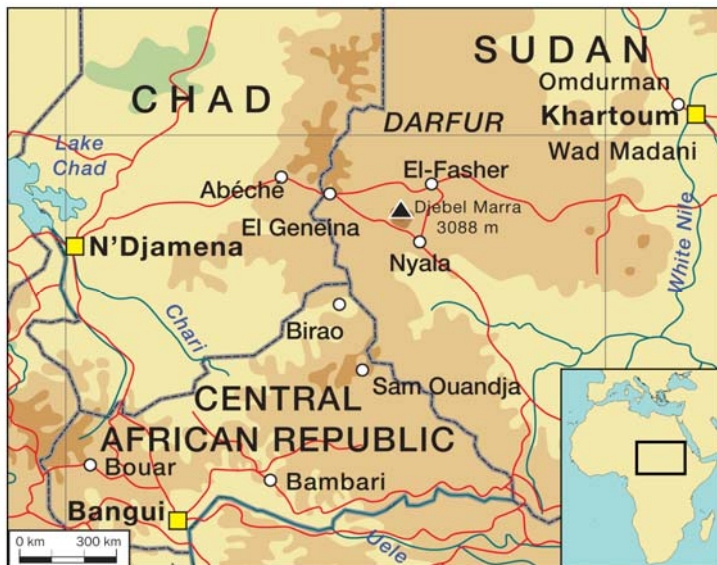 SUDAN
Omdurman
CHAD
Khartoum
DARFUR
Lake
Chad
Wad Madani
El-Fasher
Abéche
Djebel Marra
3088 m
El Geneina
White Nile
N'Djamena
Nyala
Chari
Birao
Sam Ouandja
CENTRAL
AFRICAN REPUBLIC
Bouar
Bambari
Bangui
Uele
0 km 300 km